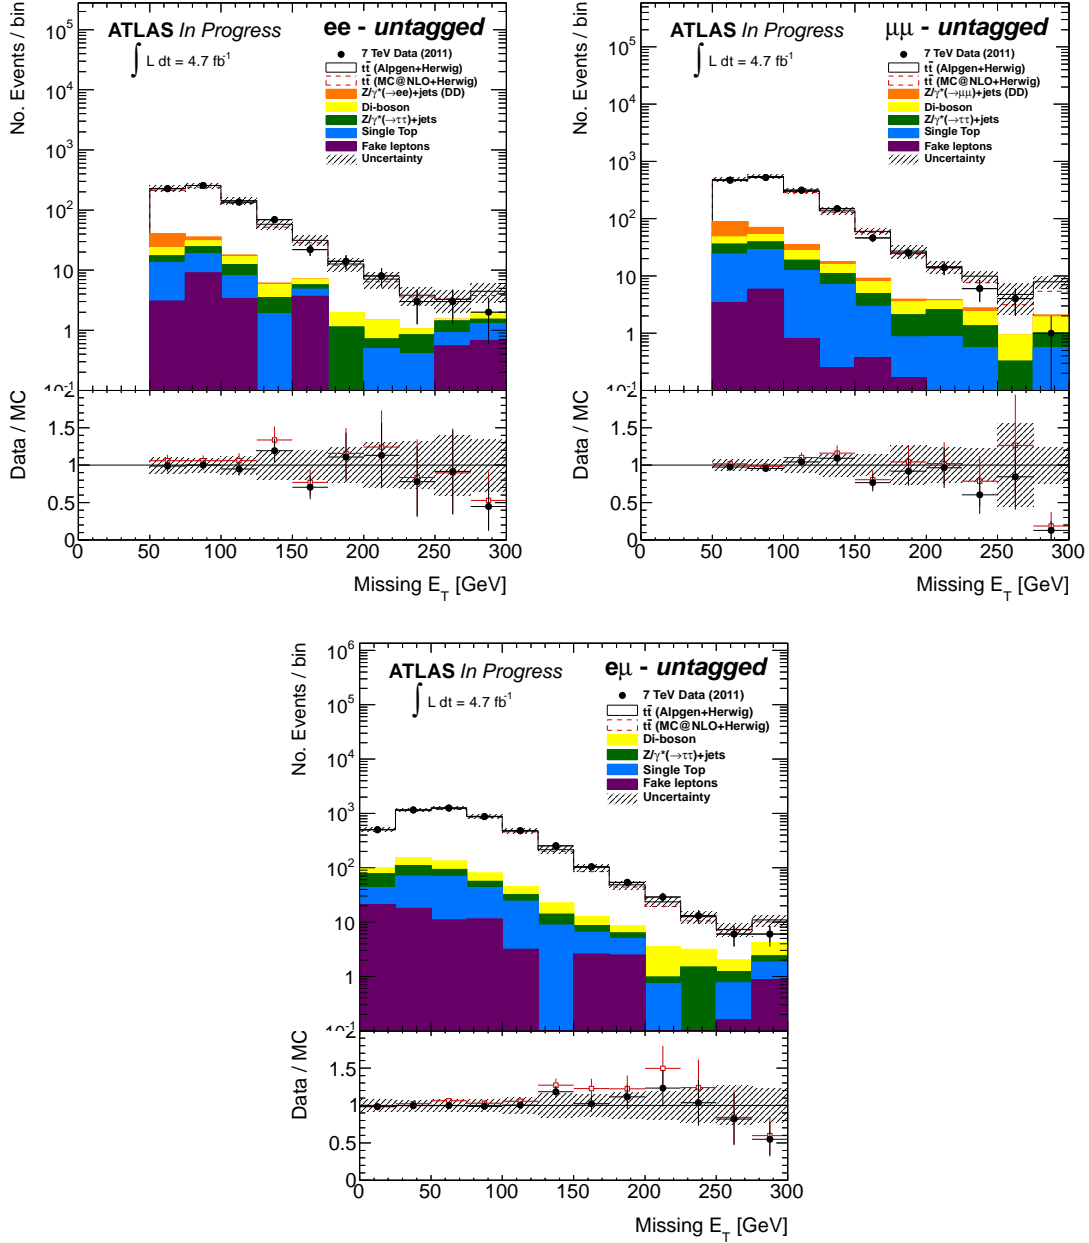 ee - untagged
ATLAS In Progress
∫ L dt = 4.7 fb⁻¹
7 TeV Data (2011)
tt̄ (Alpgen+Herwig)
tt̄ (MC@NLO+Herwig)
Z/γ*(→ee)+jets (DD)
Di-boson
Z/γ*(→ττ)+jets
Single Top
Fake leptons
Uncertainty
No. Events / bin
10⁵
10⁴
10³
10²
10
1
10⁻¹
Data / MC
2
1.5
1
0.5
0
0 50 100 150 200 250 300
Missing E_T [GeV]
μμ - untagged
ATLAS In Progress
∫ L dt = 4.7 fb⁻¹
7 TeV Data (2011)
tt̄ (Alpgen+Herwig)
tt̄ (MC@NLO+Herwig)
Z/γ*(→μμ)+jets (DD)
Di-boson
Z/γ*(→ττ)+jets
Single Top
Fake leptons
Uncertainty
No. Events / bin
10⁵
10⁴
10³
10²
10
1
10⁻¹
Data / MC
2
1.5
1
0.5
0
0 50 100 150 200 250 300
Missing E_T [GeV]
eμ - untagged
ATLAS In Progress
∫ L dt = 4.7 fb⁻¹
7 TeV Data (2011)
tt̄ (Alpgen+Herwig)
tt̄ (MC@NLO+Herwig)
Di-boson
Z/γ*(→ττ)+jets
Single Top
Fake leptons
Uncertainty
No. Events / bin
10⁶
10⁵
10⁴
10³
10²
10
1
10⁻¹
Data / MC
2
1.5
1
0.5
0
0 50 100 150 200 250 300
Missing E_T [GeV]